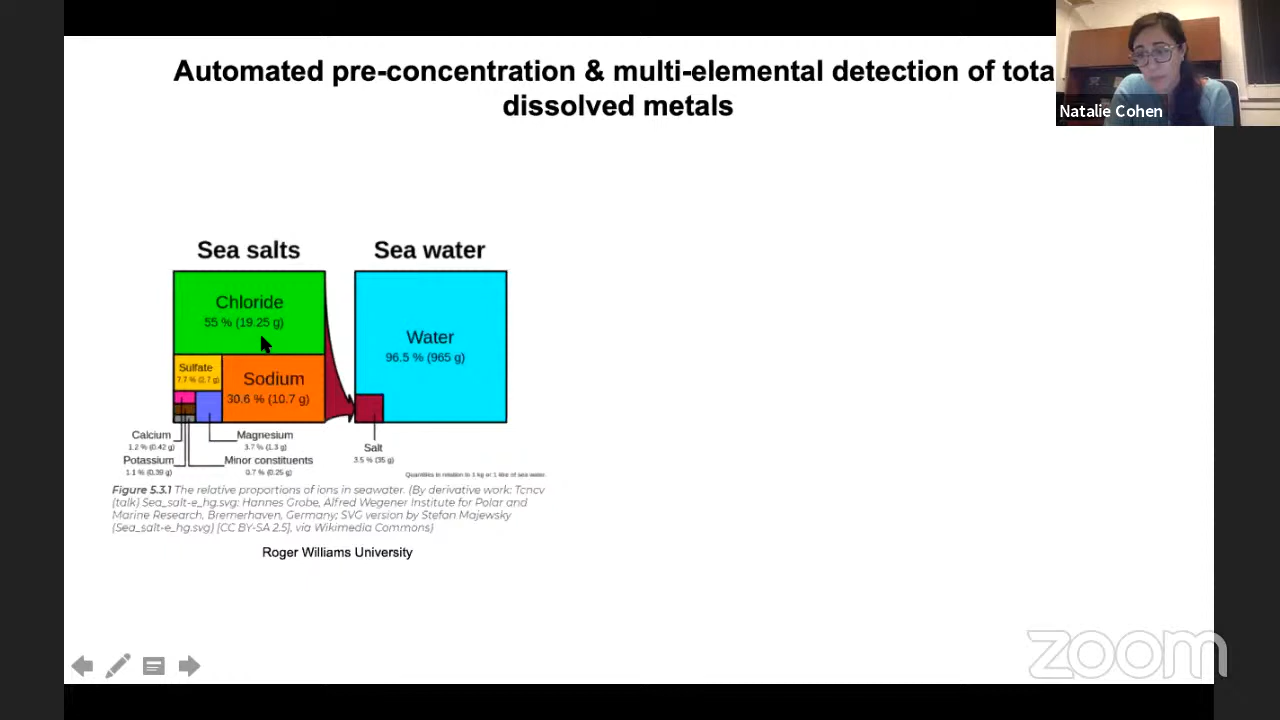 Automated pre-concentration & multi-elemental detection of tota
dissolved metals
Natalie Cohen
Sea salts
Sea water
Chloride
55 % (19.25 g)
Sulfate
7.7 % (2.7 g)
Sodium
30.6 % (10.7 g)
Water
96.5 % (965 g)
Calcium
1.2 % (0.42 g)
Magnesium
3.7 % (1.3 g)
Potassium
1.1 % (0.39 g)
Minor constituents
0.7 % (0.25 g)
Salt
3.5 % (35 g)
Quantities in relation to 1 kg or 1 litre of sea water.
Figure 5.3.1 The relative proportions of ions in seawater. (By derivative work: Tcncv
(talk) Sea_salt-e_hg.svg: Hannes Grobe, Alfred Wegener Institute for Polar and
Marine Research, Bremerhaven, Germany; SVG version by Stefan Majewsky
(Sea_salt-e_hg.svg) [CC BY-SA 2.5], via Wikimedia Commons)
Roger Williams University
zoom